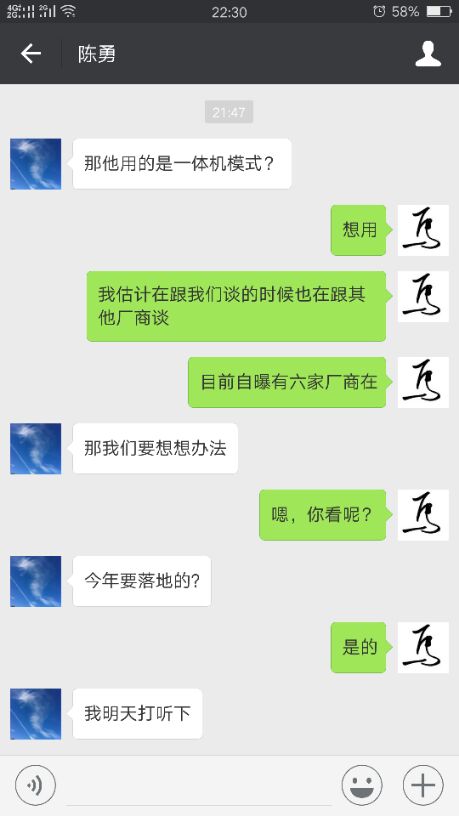 4G 2G 2G 22:30 58%
陈勇
21:47
那他用的是一体机模式？
想用
我估计在跟我们谈的时候也在跟其
他厂商谈
目前自曝有六家厂商在
那我们要想想办法
嗯，你看呢？
今年要落地的?
是的
我明天打听下